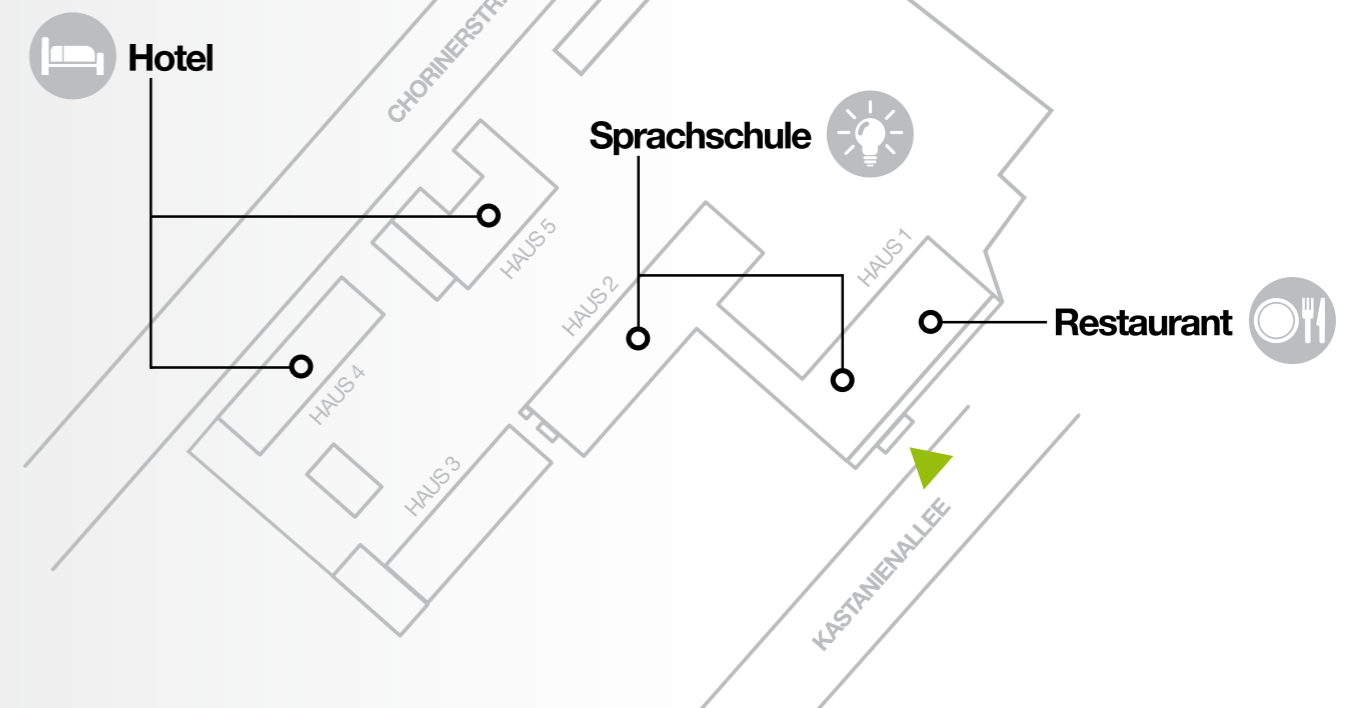 Hotel
CHORINERSTR
Sprachschule
HAUS 5
HAUS 1
HAUS 2
Restaurant
HAUS 4
HAUS 3
KASTANIENALLEE